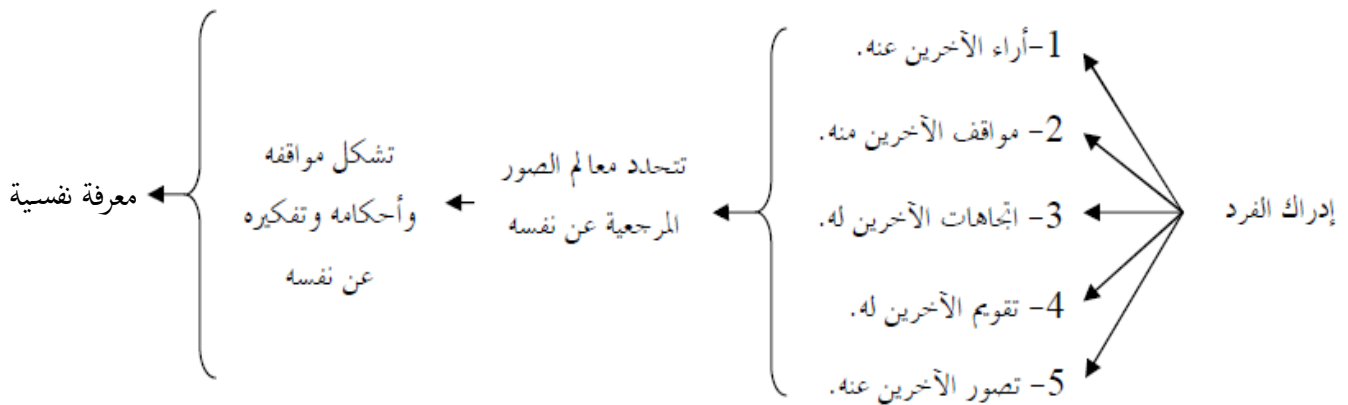 إدراك الفرد
1-أراء الآخرين عنه.
2- مواقف الآخرين منه.
3- اتجاهات الآخرين له.
4- تقويم الآخرين له.
5- تصور الآخرين عنه.
تتحدد معالم الصور
المرجعية عن نفسه
تشكل مواقفه
وأحكامه وتفكيره
عن نفسه
معرفة نفسية